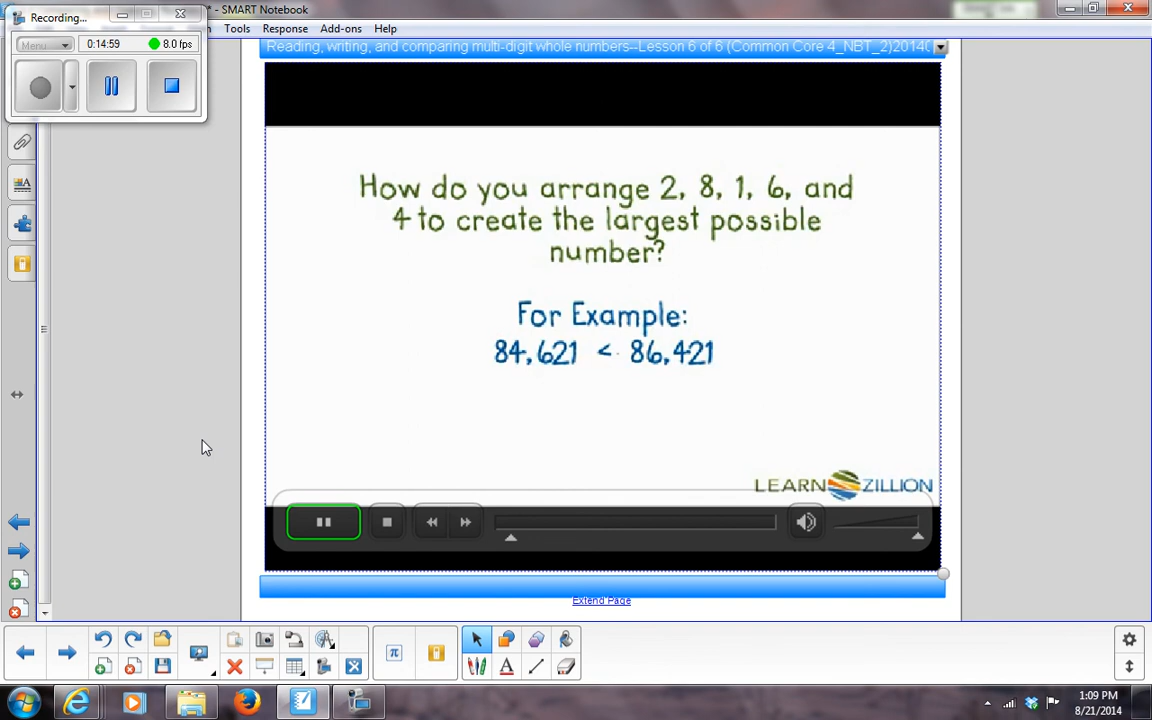 Recording...
* - SMART Notebook
Menu
0:14:59
8.0 fps
Tools Response Add-ons Help
Reading, writing, and comparing multi-digit whole numbers--Lesson 6 of 6 (Common Core 4_NBT_2)2014
How do you arrange 2, 8, 1, 6, and
4 to create the largest possible
number?
For Example:
84,621 < 86,421
LEARN ZILLION
Extend Page
1:09 PM
8/21/2014